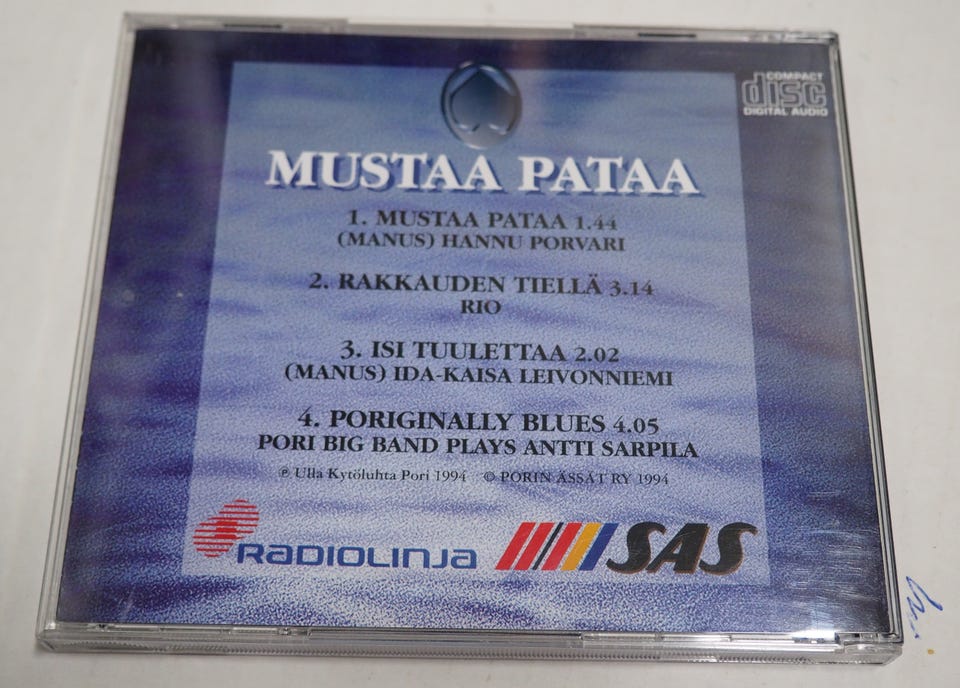 COMPACT
disc
DIGITAL AUDIO
MUSTAA PATAA
1. MUSTAA PATAA 1.44
(MANUS) HANNU PORVARI
2. RAKKAUDEN TIELLÄ 3.14
RIO
3. ISI TUULETTAA 2.02
(MANUS) IDA-KAISA LEIVONNIEMI
4. PORIGINALLY BLUES 4.05
PORI BIG BAND PLAYS ANTTI SARPILA
℗ Ulla Kytöluhta Pori 1994 © PORIN ÄSSÄT RY 1994
RADIOLINJA SAS